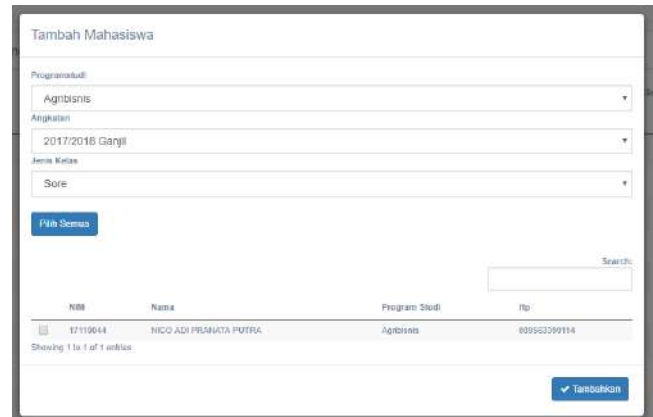 Tambah Mahasiswa
Programstudi
Agribisnis
Angkatan
2017/2018 Ganjil
Jenis Kelas
Sore
Pilih Semua
Search:
NIM Nama Program Studi Hp
NICO ADI PRANATA PUTRA Agribisnis
Showing 1 to 1 of 1 entries
Tambahkan